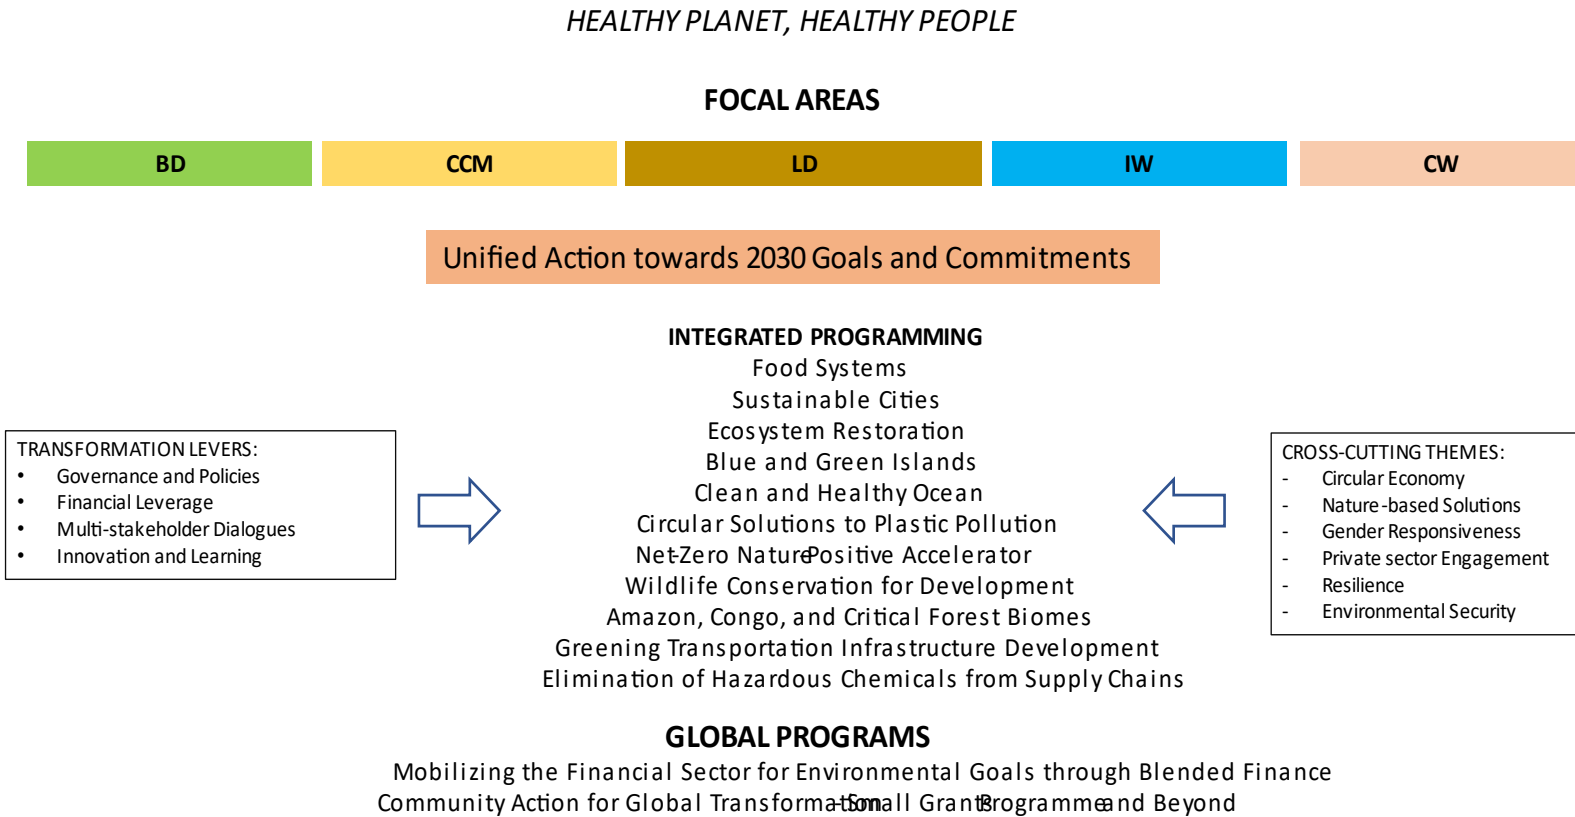 HEALTHY PLANET, HEALTHY PEOPLE
FOCAL AREAS
BD
CCM
LD
IW
CW
Unified Action towards 2030 Goals and Commitments
INTEGRATED PROGRAMMING
Food Systems
Sustainable Cities
Ecosystem Restoration
Blue and Green Islands
Clean and Healthy Ocean
Circular Solutions to Plastic Pollution
Net-Zero Nature-Positive Accelerator
Wildlife Conservation for Development
Amazon, Congo, and Critical Forest Biomes
Greening Transportation Infrastructure Development
Elimination of Hazardous Chemicals from Supply Chains
TRANSFORMATION LEVERS:
• Governance and Policies
• Financial Leverage
• Multi-stakeholder Dialogues
• Innovation and Learning
CROSS-CUTTING THEMES:
- Circular Economy
- Nature-based Solutions
- Gender Responsiveness
- Private sector Engagement
- Resilience
- Environmental Security
GLOBAL PROGRAMS
Mobilizing the Financial Sector for Environmental Goals through Blended Finance
Community Action for Global Transformation - Small Grants Programme and Beyond